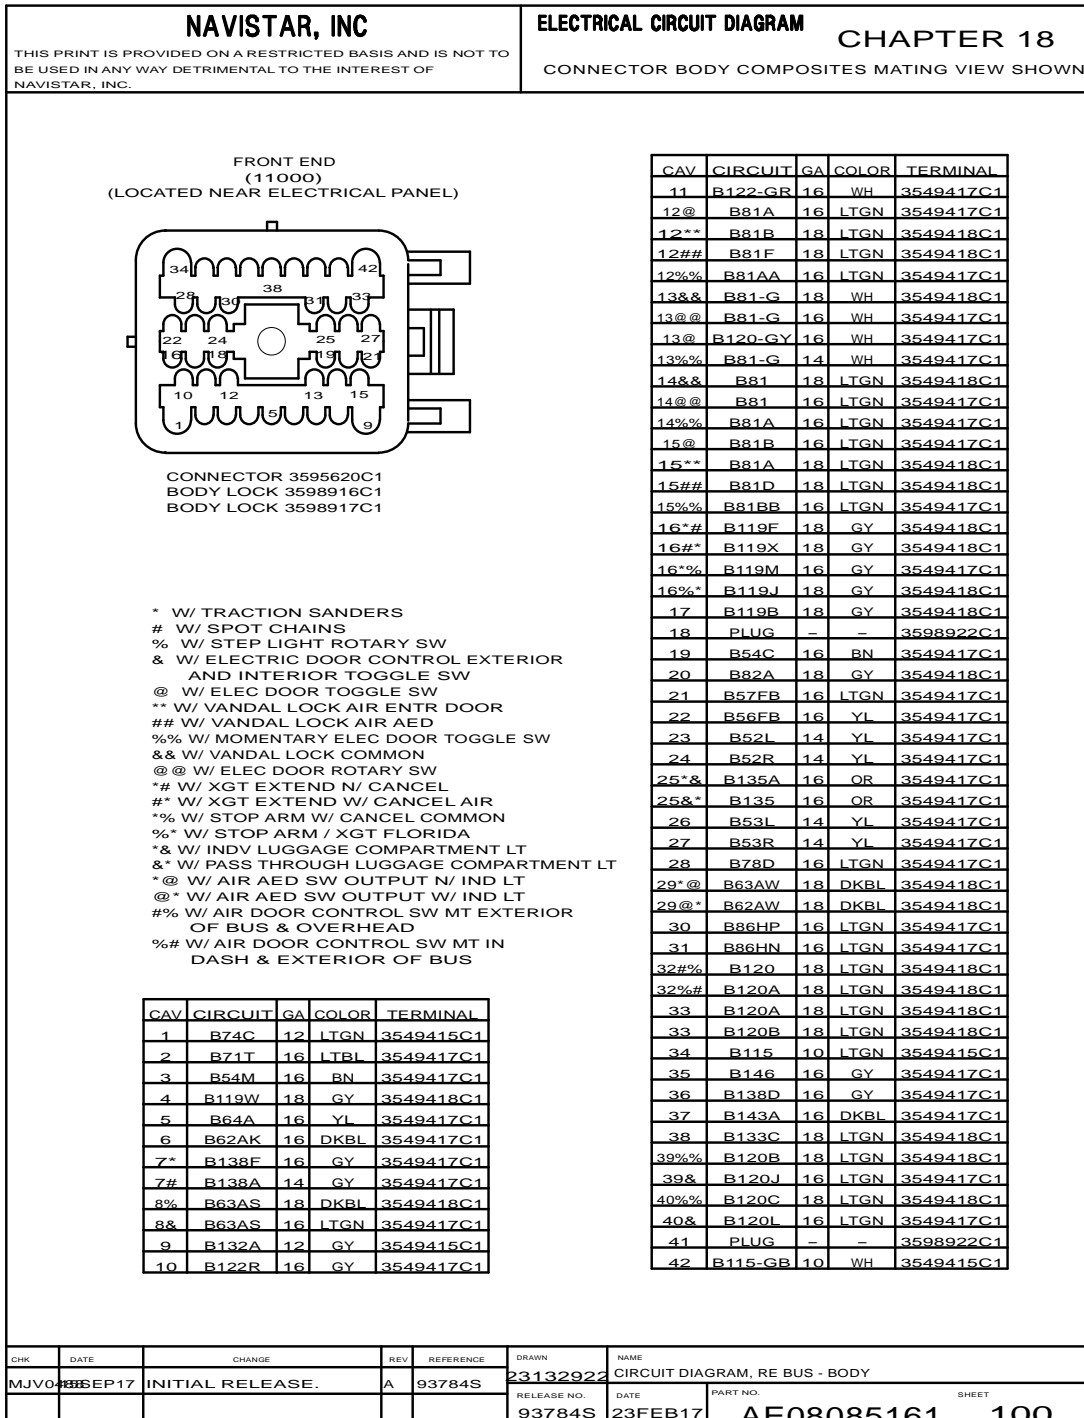 NAVISTAR, INC
THIS PRINT IS PROVIDED ON A RESTRICTED BASIS AND IS NOT TO
BE USED IN ANY WAY DETRIMENTAL TO THE INTEREST OF
NAVISTAR, INC.
ELECTRICAL CIRCUIT DIAGRAM
CHAPTER 18
CONNECTOR BODY COMPOSITES MATING VIEW SHOWN
FRONT END
(11000)
(LOCATED NEAR ELECTRICAL PANEL)
34 42
38
28 30 31 33
22 24 25 27
16 18 19 21
10 12 13 15
5
1 9
CONNECTOR 3595620C1
BODY LOCK 3598916C1
BODY LOCK 3598917C1
* W/ TRACTION SANDERS
# W/ SPOT CHAINS
% W/ STEP LIGHT ROTARY SW
& W/ ELECTRIC DOOR CONTROL EXTERIOR
AND INTERIOR TOGGLE SW
@ W/ ELEC DOOR TOGGLE SW
** W/ VANDAL LOCK AIR ENTR DOOR
## W/ VANDAL LOCK AIR AED
%% W/ MOMENTARY ELEC DOOR TOGGLE SW
&& W/ VANDAL LOCK COMMON
@@ W/ ELEC DOOR ROTARY SW
*# W/ XGT EXTEND N/ CANCEL
#* W/ XGT EXTEND W/ CANCEL AIR
*% W/ STOP ARM W/ CANCEL COMMON
%* W/ STOP ARM / XGT FLORIDA
*& W/ INDV LUGGAGE COMPARTMENT LT
&* W/ PASS THROUGH LUGGAGE COMPARTMENT LT
*@ W/ AIR AED SW OUTPUT N/ IND LT
@* W/ AIR AED SW OUTPUT W/ IND LT
#% W/ AIR DOOR CONTROL SW MT EXTERIOR
OF BUS & OVERHEAD
%# W/ AIR DOOR CONTROL SW MT IN
DASH & EXTERIOR OF BUS
CAV CIRCUIT GA COLOR TERMINAL
1 B74C 12 LTGN 3549415C1
2 B71T 16 LTBL 3549417C1
3 B54M 16 BN 3549417C1
4 B119W 18 GY 3549418C1
5 B64A 16 YL 3549417C1
6 B62AK 16 DKBL 3549417C1
7* B138F 16 GY 3549417C1
7# B138A 14 GY 3549417C1
8% B63AS 18 DKBL 3549418C1
8& B63AS 16 LTGN 3549417C1
9 B132A 12 GY 3549415C1
10 B122R 16 GY 3549417C1
CAV CIRCUIT GA COLOR TERMINAL
11 B122-GR 16 WH 3549417C1
12@ B81A 16 LTGN 3549417C1
12** B81B 18 LTGN 3549418C1
12## B81F 18 LTGN 3549418C1
12%% B81AA 16 LTGN 3549417C1
13&& B81-G 18 WH 3549418C1
13@@ B81-G 16 WH 3549417C1
13@ B120-GY 16 WH 3549417C1
13%% B81-G 14 WH 3549417C1
14&& B81 18 LTGN 3549418C1
14@@ B81 16 LTGN 3549417C1
14%% B81A 16 LTGN 3549417C1
15@ B81B 16 LTGN 3549417C1
15** B81A 18 LTGN 3549418C1
15## B81D 18 LTGN 3549418C1
15%% B81BB 16 LTGN 3549417C1
16*# B119F 18 GY 3549418C1
16#* B119X 18 GY 3549418C1
16*% B119M 16 GY 3549417C1
16%* B119J 18 GY 3549418C1
17 B119B 18 GY 3549418C1
18 PLUG – – 3598922C1
19 B54C 16 BN 3549417C1
20 B82A 18 GY 3549418C1
21 B57FB 16 LTGN 3549417C1
22 B56FB 16 YL 3549417C1
23 B52L 14 YL 3549417C1
24 B52R 14 YL 3549417C1
25*& B135A 16 OR 3549417C1
25&* B135 16 OR 3549417C1
26 B53L 14 YL 3549417C1
27 B53R 14 YL 3549417C1
28 B78D 16 LTGN 3549417C1
29*@ B63AW 18 DKBL 3549418C1
29@* B62AW 18 DKBL 3549418C1
30 B86HP 16 LTGN 3549417C1
31 B86HN 16 LTGN 3549417C1
32#% B120 18 LTGN 3549418C1
32%# B120A 18 LTGN 3549418C1
33 B120A 18 LTGN 3549418C1
33 B120B 18 LTGN 3549418C1
34 B115 10 LTGN 3549415C1
35 B146 16 GY 3549417C1
36 B138D 16 GY 3549417C1
37 B143A 16 DKBL 3549417C1
38 B133C 18 LTGN 3549418C1
39%% B120B 18 LTGN 3549418C1
39& B120J 16 LTGN 3549417C1
40%% B120C 18 LTGN 3549418C1
40& B120L 16 LTGN 3549417C1
41 PLUG – – 3598922C1
42 B115-GB 10 WH 3549415C1
CHK DATE CHANGE REV REFERENCE
INITIAL RELEASE. A 93784S
DRAWN
23132922
NAME
CIRCUIT DIAGRAM, RE BUS - BODY
RELEASE NO.
93784S
DATE
23FEB17
PART NO.
AE08085161
SHEET
100